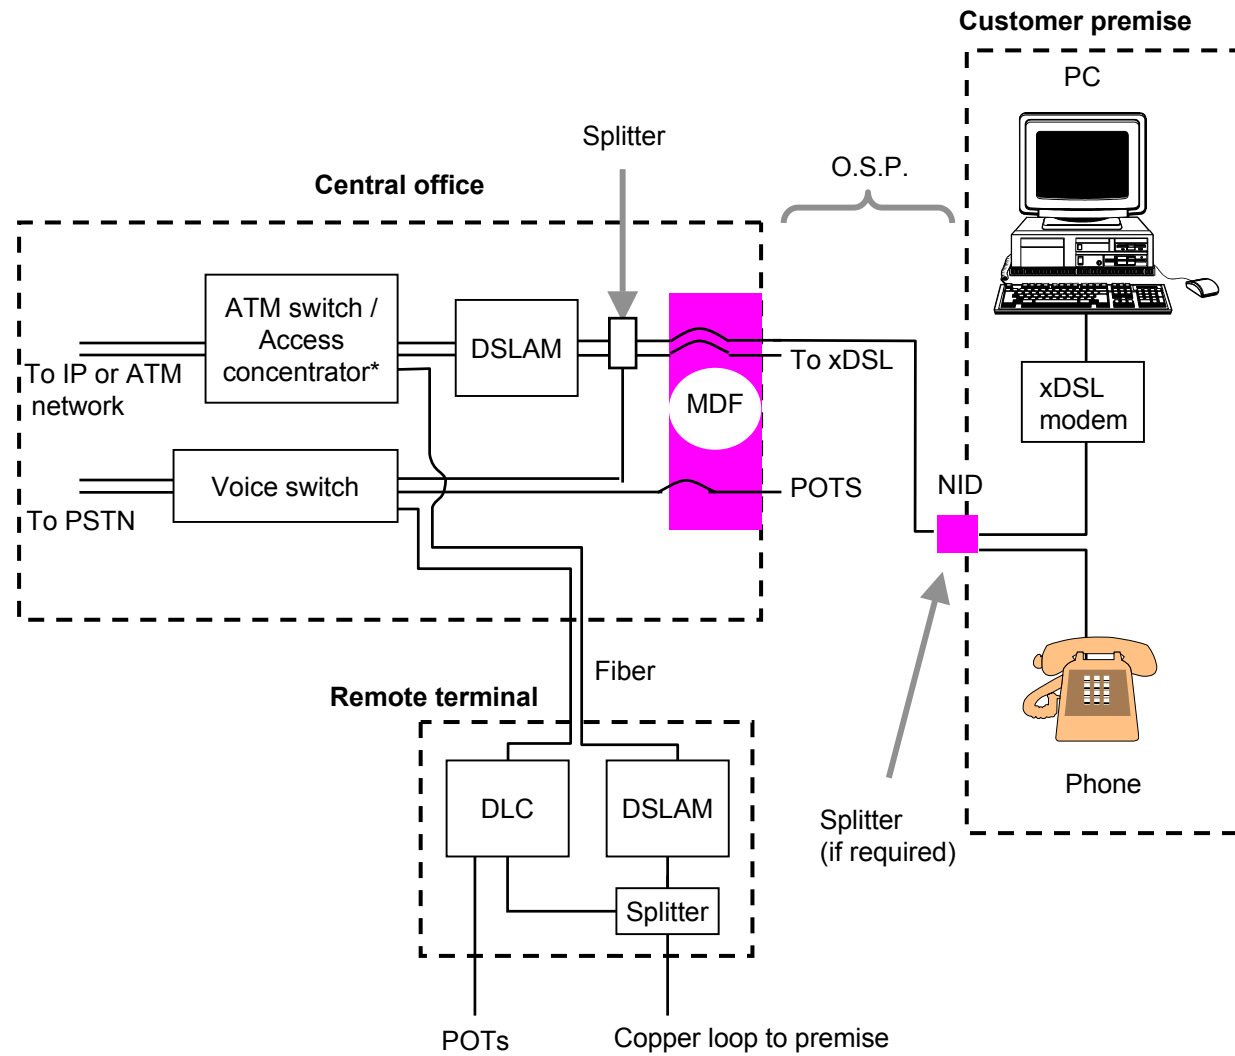 Customer premise
PC
Splitter
O.S.P.
Central office
ATM switch /
Access
concentrator*
DSLAM
To xDSL
To IP or ATM
network
MDF
xDSL
modem
Voice switch
POTS
NID
To PSTN
Fiber
Remote terminal
Phone
DLC
DSLAM
Splitter
(if required)
Splitter
POTs
Copper loop to premise